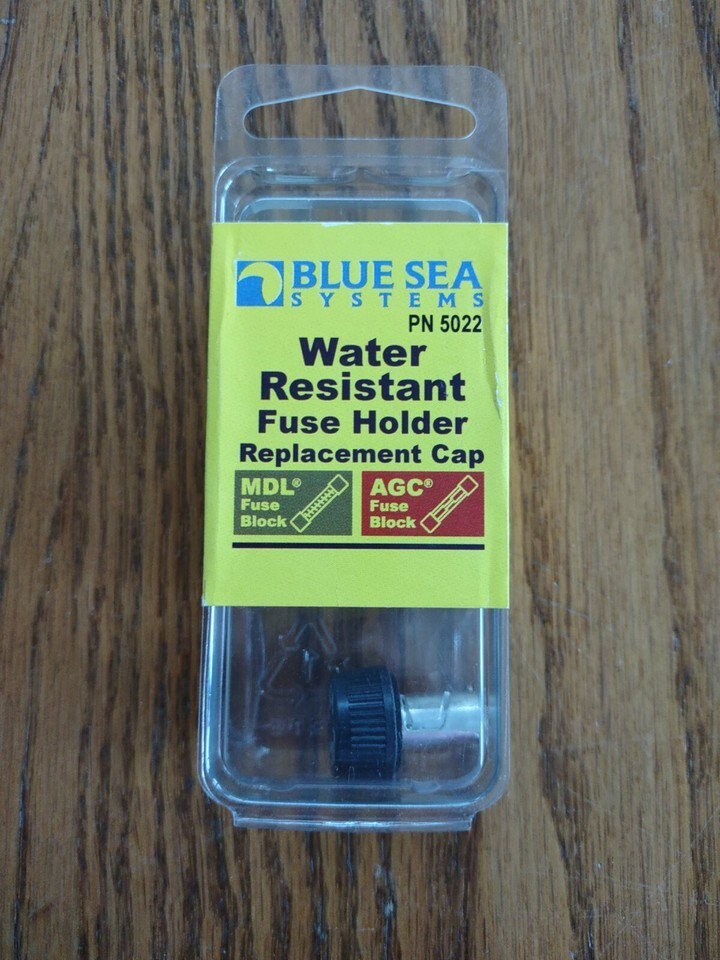 BLUE SEA
SYSTEMS
PN 5022
Water
Resistant
Fuse Holder
Replacement Cap
MDL® Fuse Block
AGC® Fuse Block